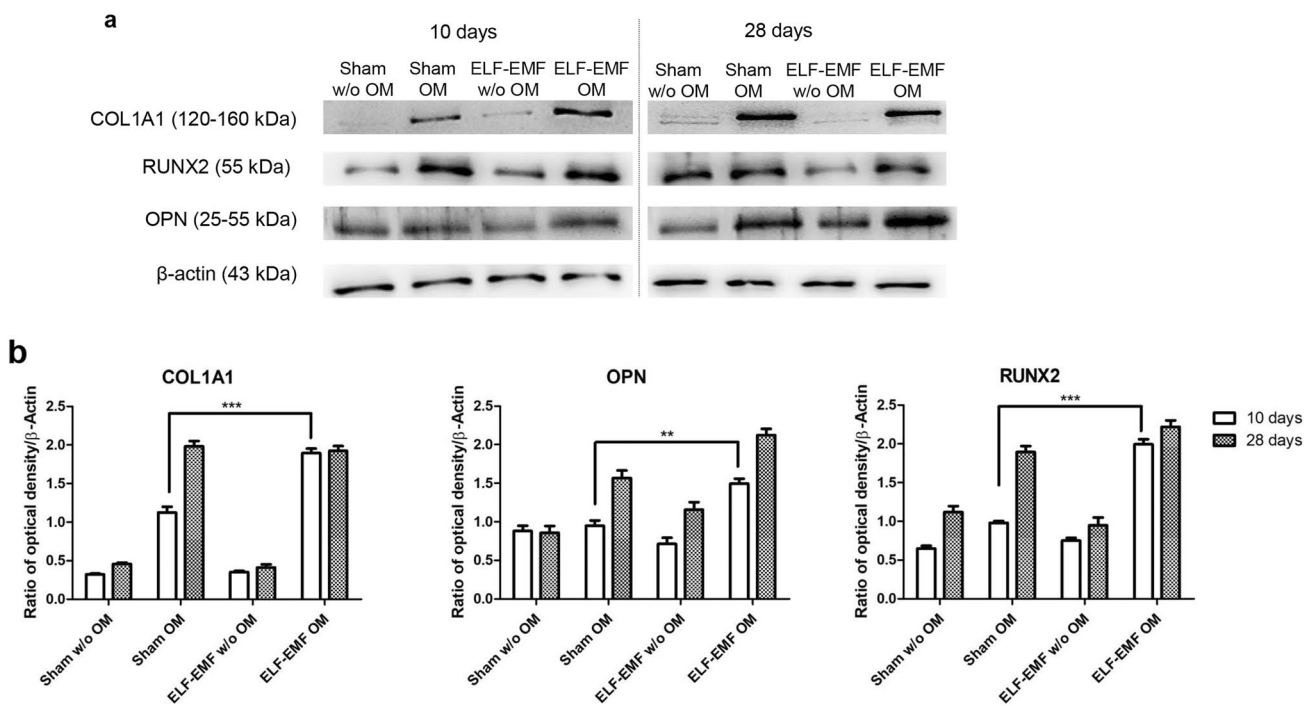 a
10 days
28 days
Sham w/o OM
Sham OM
ELF-EMF w/o OM
ELF-EMF OM
Sham w/o OM
Sham OM
ELF-EMF w/o OM
ELF-EMF OM
COL1A1 (120-160 kDa)
RUNX2 (55 kDa)
OPN (25-55 kDa)
β-actin (43 kDa)
b
COL1A1
Ratio of optical density/β-Actin
2.5
2.0
1.5
1.0
0.5
0.0
***
Sham w/o OM
Sham OM
ELF-EMF w/o OM
ELF-EMF OM
OPN
Ratio of optical density/β-Actin
2.5
2.0
1.5
1.0
0.5
0.0
**
Sham w/o OM
Sham OM
ELF-EMF w/o OM
ELF-EMF OM
RUNX2
Ratio of optical density/β-Actin
2.5
2.0
1.5
1.0
0.5
0.0
***
Sham w/o OM
Sham OM
ELF-EMF w/o OM
ELF-EMF OM
10 days
28 days